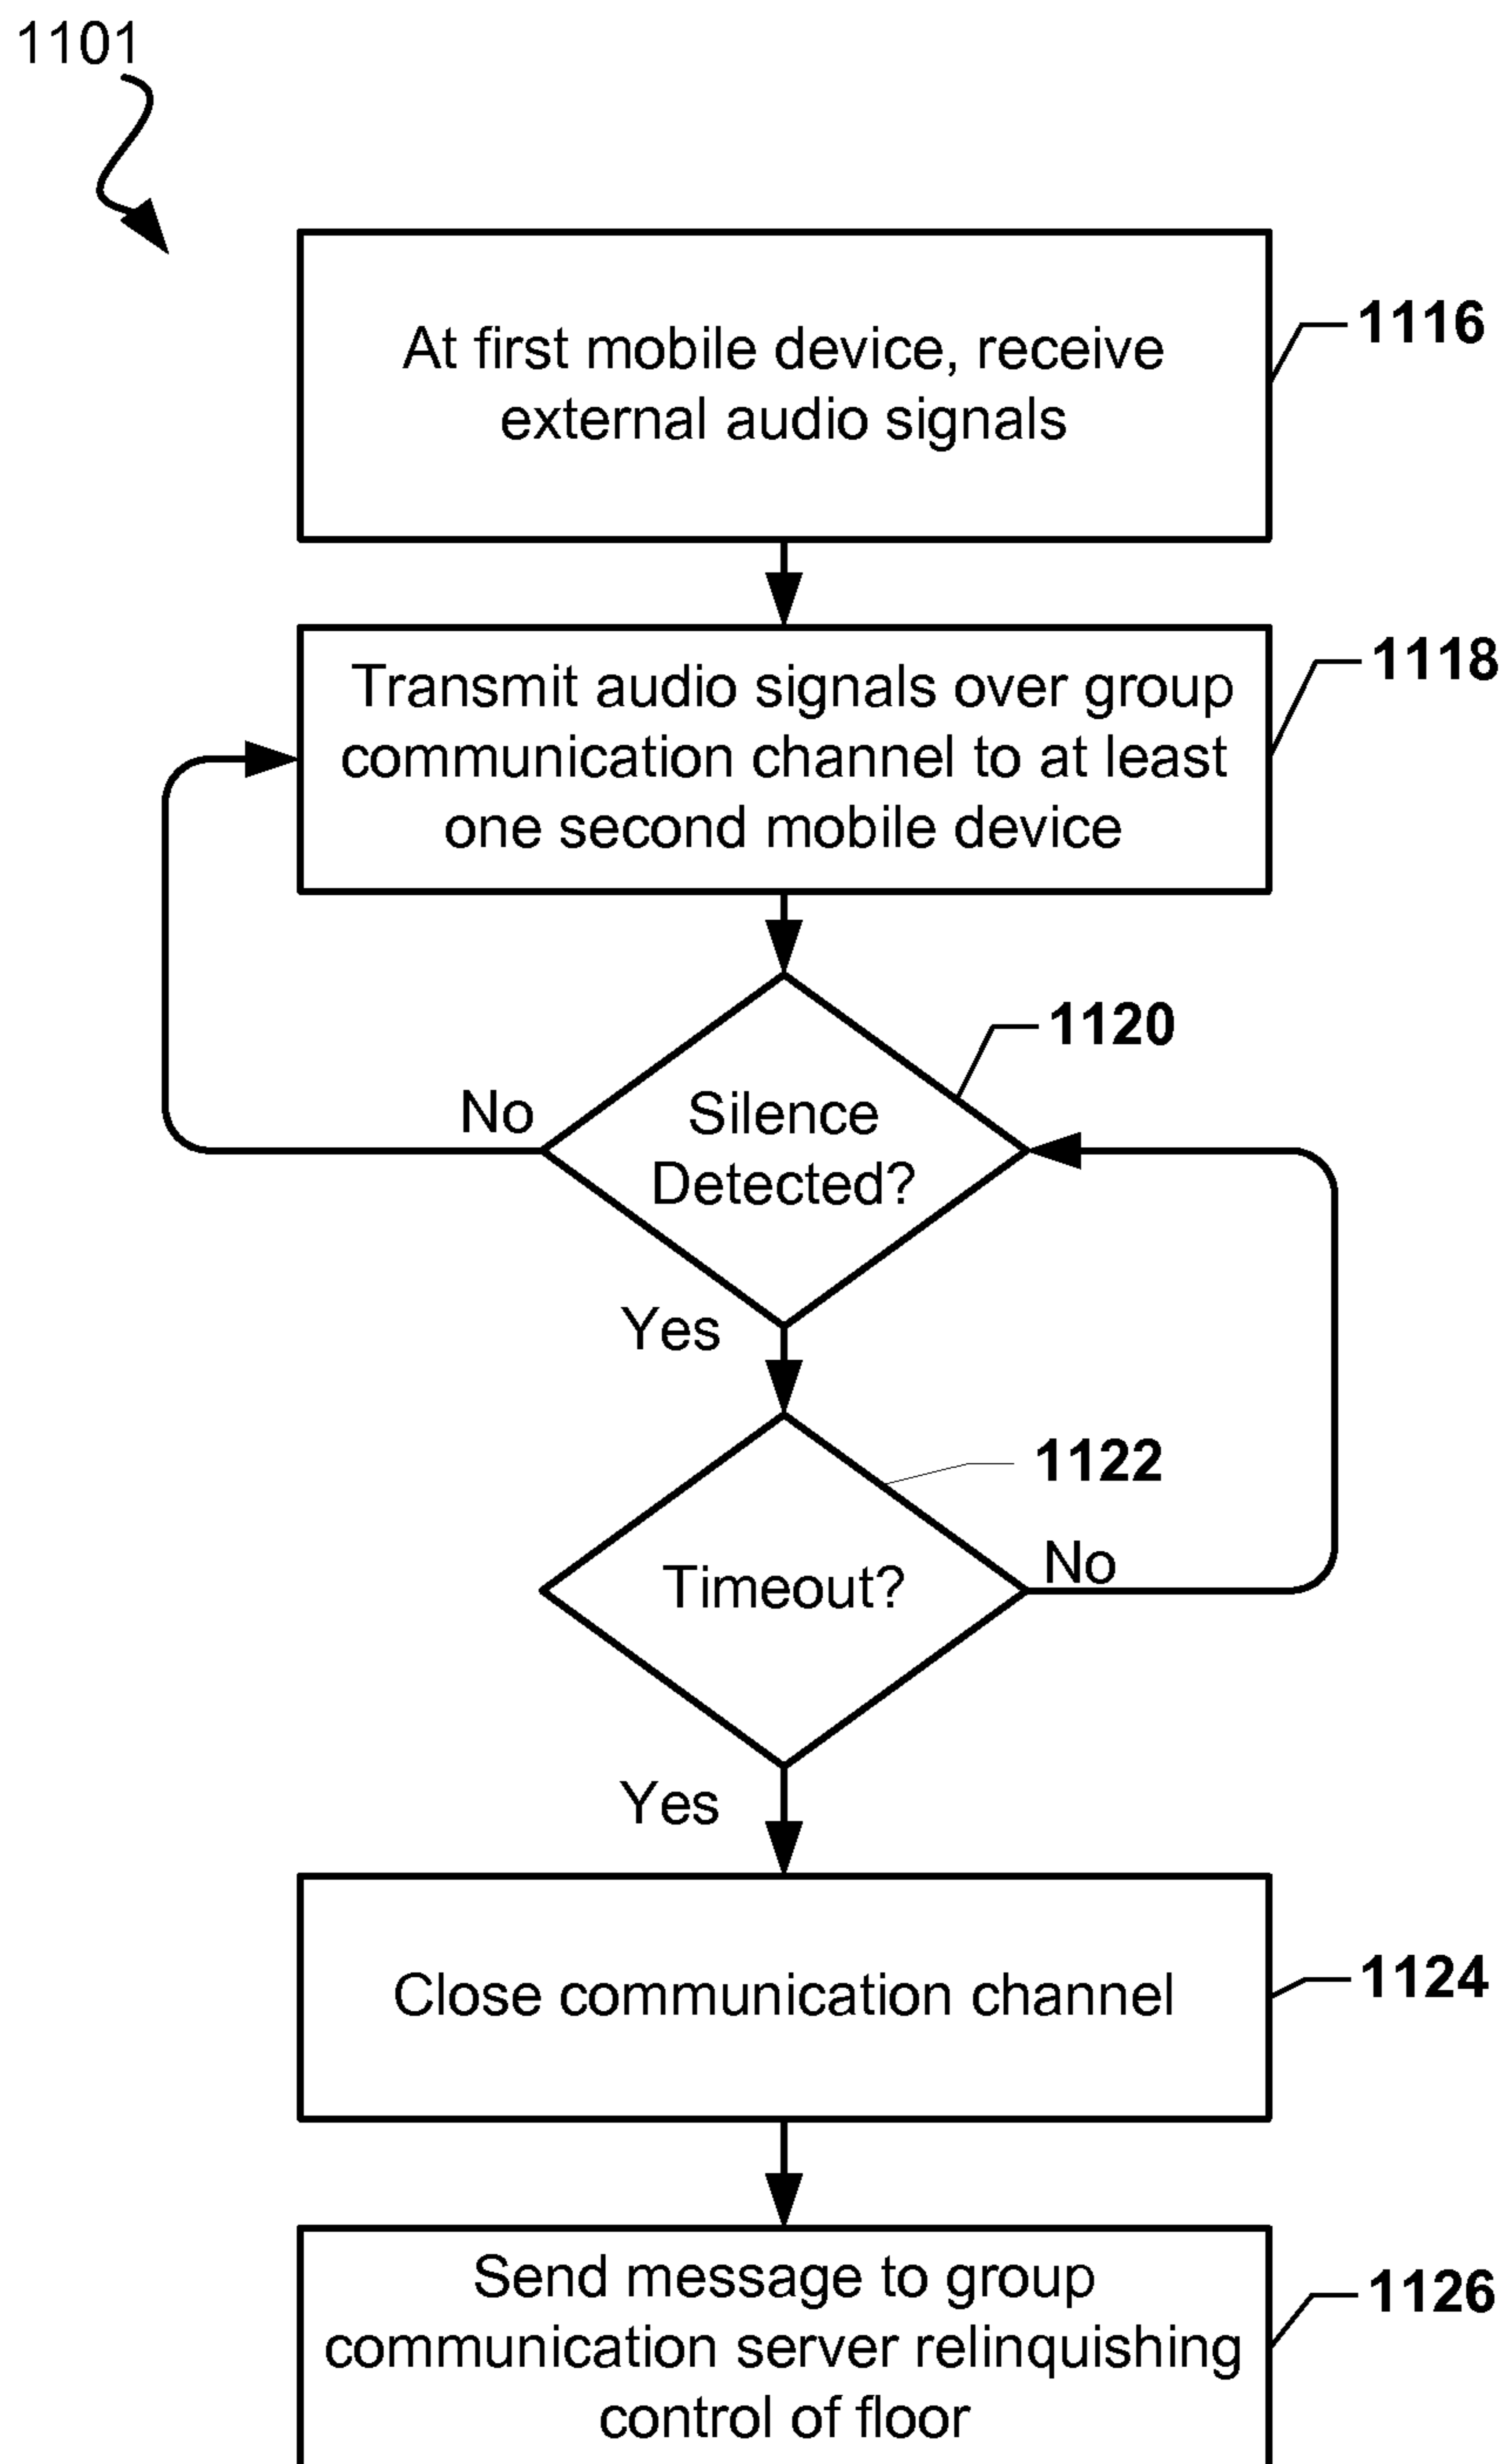 1101
At first mobile device, receive
external audio signals
1116
Transmit audio signals over group
communication channel to at least
one second mobile device
1118
Silence
Detected?
1120
No
Yes
Timeout?
1122
No
Yes
Close communication channel
1124
Send message to group
communication server relinquishing
control of floor
1126